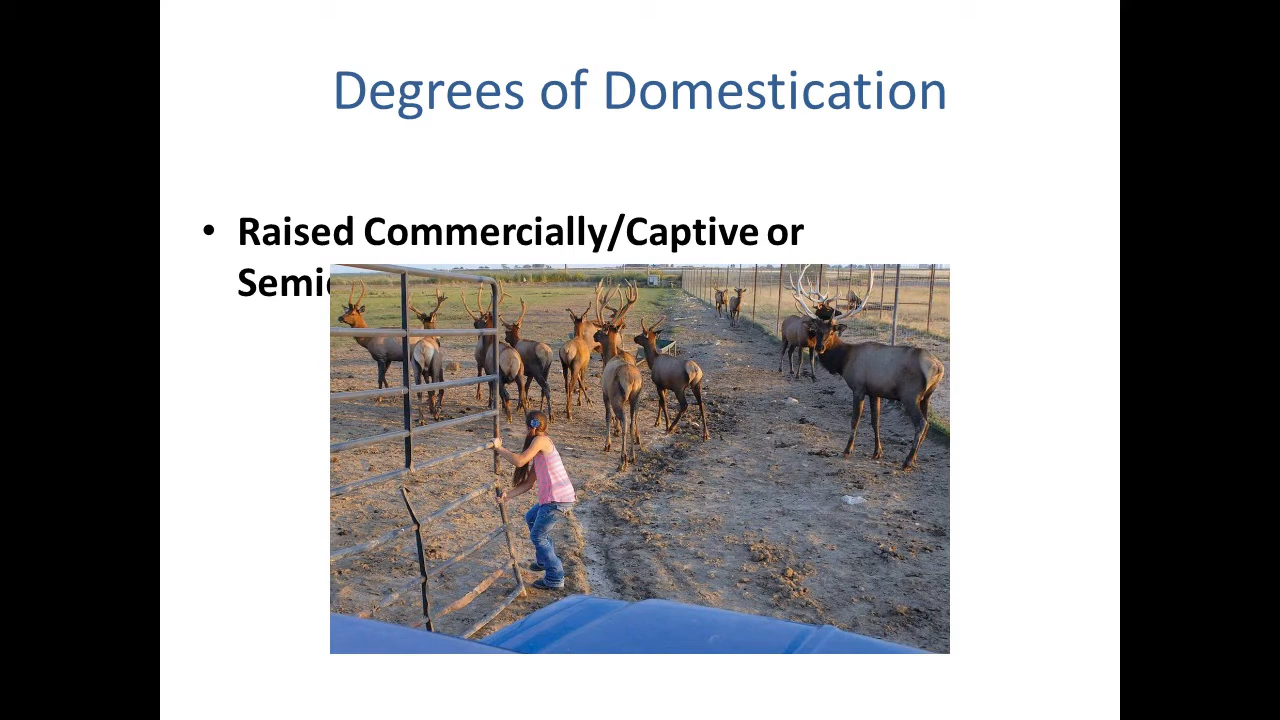 Degrees of Domestication
• Raised Commercially/Captive or